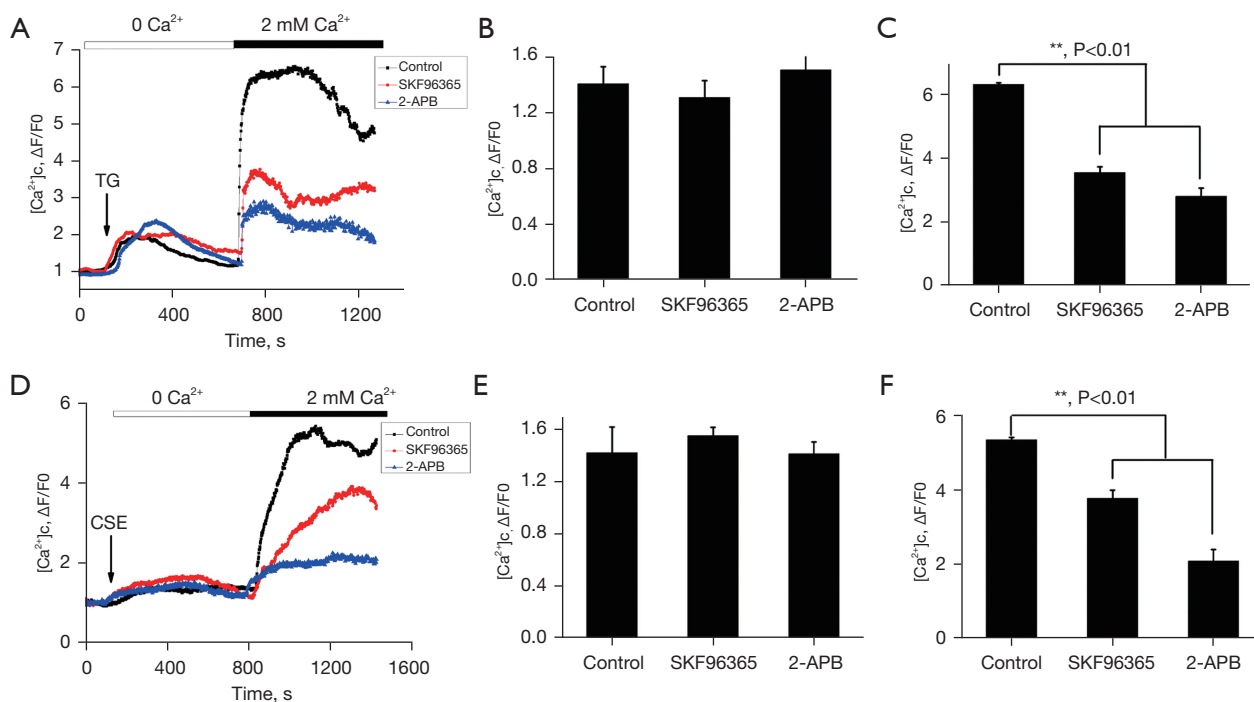 A
0 Ca²⁺
2 mM Ca²⁺
7
6
5
4
3
2
1
[Ca²⁺]c, ΔF/F0
TG
Control
SKF96365
2-APB
0
400
800
1200
Time, s
B
1.6
1.2
0.8
0.4
0.0
[Ca²⁺]c, ΔF/F0
Control
SKF96365
2-APB
C
**, P<0.01
6
4
2
0
[Ca²⁺]c, ΔF/F0
Control
SKF96365
2-APB
D
0 Ca²⁺
2 mM Ca²⁺
6
4
2
0
[Ca²⁺]c, ΔF/F0
CSE
Control
SKF96365
2-APB
0
400
800
1200
1600
Time, s
E
1.6
1.2
0.8
0.4
0.0
[Ca²⁺]c, ΔF/F0
Control
SKF96365
2-APB
F
**, P<0.01
6
4
2
0
[Ca²⁺]c, ΔF/F0
Control
SKF96365
2-APB